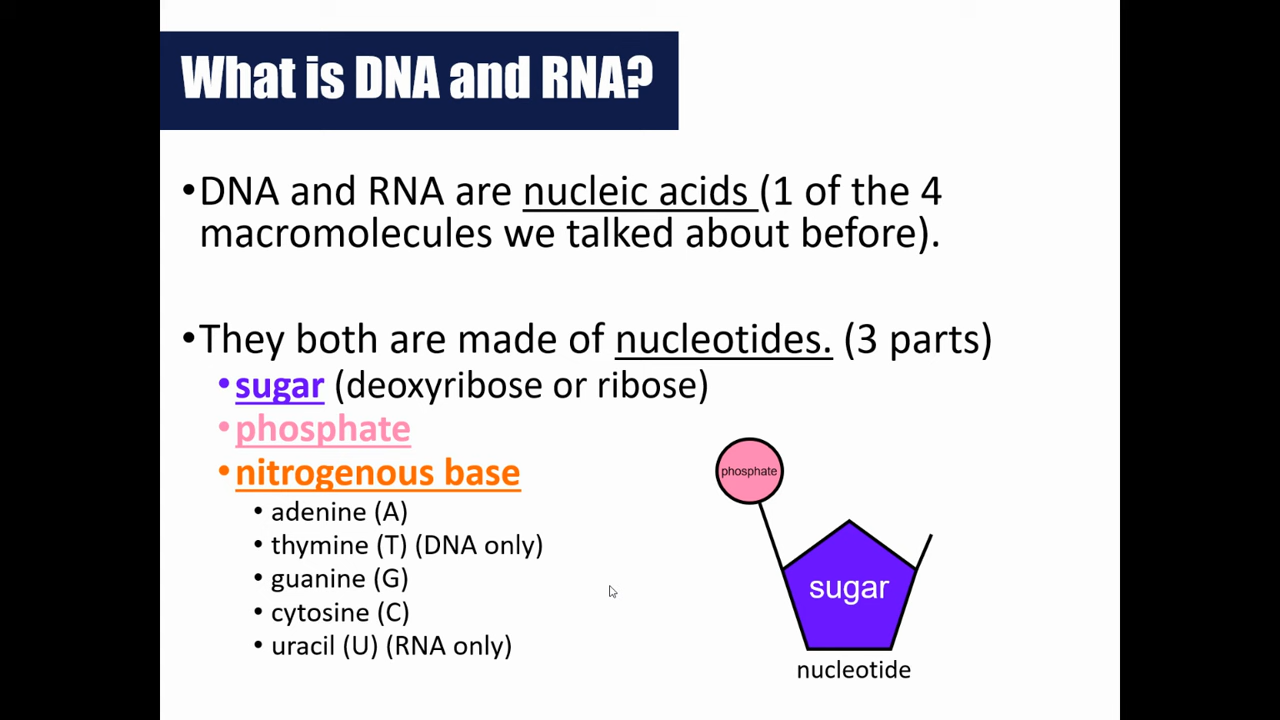 What is DNA and RNA?
•DNA and RNA are nucleic acids (1 of the 4
macromolecules we talked about before).
•They both are made of nucleotides. (3 parts)
•sugar (deoxyribose or ribose)
•phosphate
•nitrogenous base
• adenine (A)
• thymine (T) (DNA only)
• guanine (G)
• cytosine (C)
• uracil (U) (RNA only)
phosphate
sugar
nucleotide